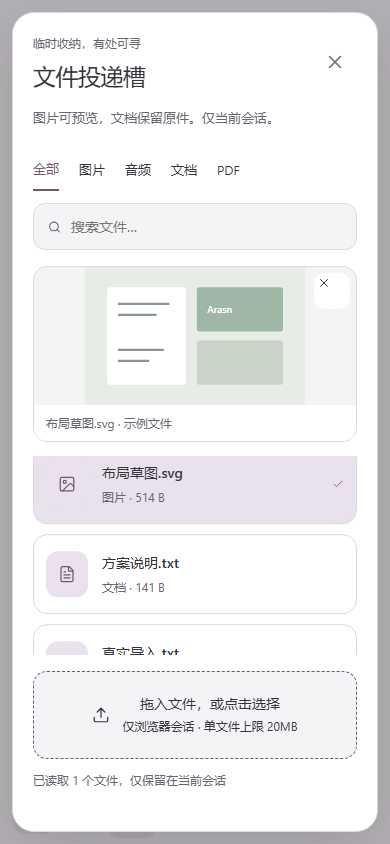 临时收纳，有处可寻
文件投递槽
图片可预览，文档保留原件。仅当前会话。
全部 图片 音频 文档 PDF
搜索文件...
Arasn
布局草图.svg · 示例文件
布局草图.svg
图片 · 514 B
方案说明.txt
文档 · 141 B
真实导入.txt
拖入文件，或点击选择
仅浏览器会话 · 单文件上限 20MB
已读取 1 个文件，仅保留在当前会话